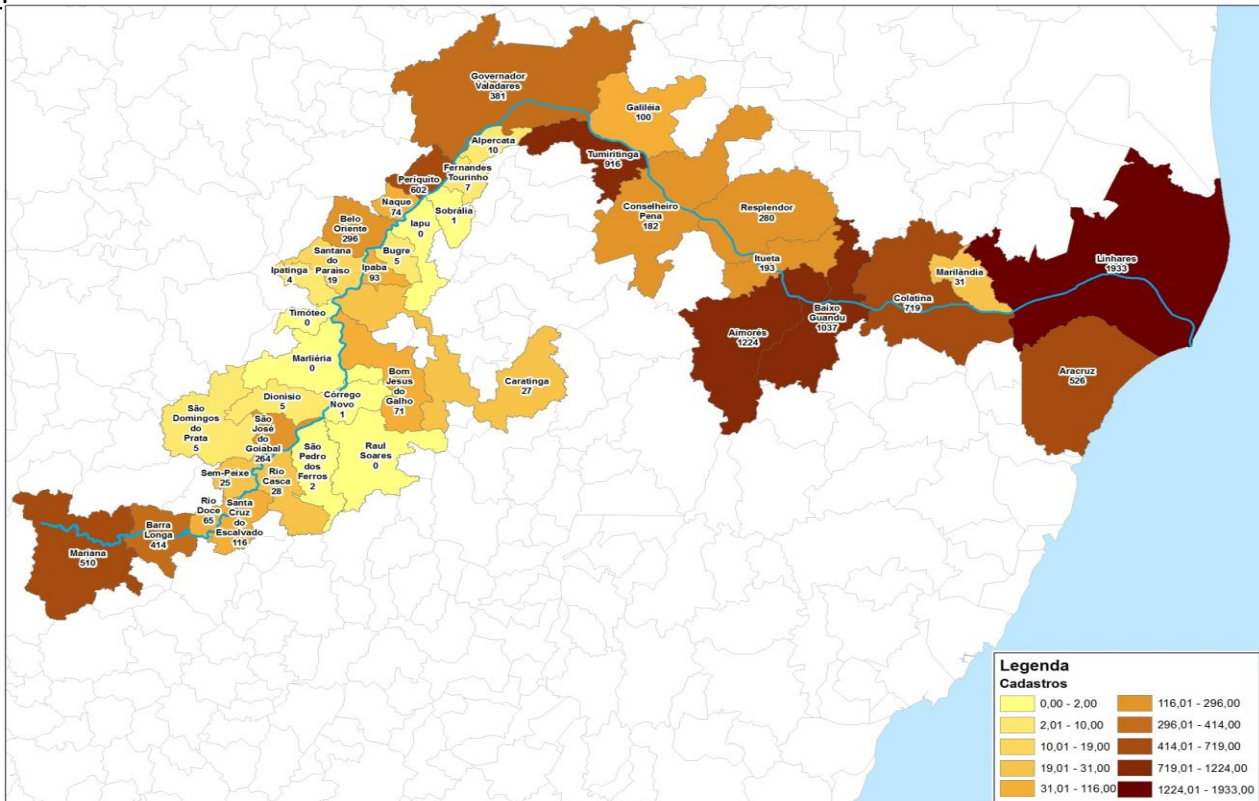 Governador
Valadares
381
Galiléia
100
Alpercata
10
Tumiritinga
916
Fernandes
Tourinho
7
Periquito
602
Naque
74
Sobrália
1
Iapu
0
Belo
Oriente
296
Bugre
5
Santana
do
Paraiso
19
Ipaba
93
Ipatinga
4
Timóteo
0
Conselheiro
Pena
182
Resplendor
280
Itueta
193
Linhares
1933
Marilândia
31
Colatina
719
Baixo
Guandu
1037
Aimorés
1224
Aracruz
526
Marliéria
0
Bom
Jesus
do
Galho
71
Caratinga
27
Córrego
Novo
1
Dionisio
5
São
Domingos
do
Prata
5
São
José
do
Goiabal
264
São
Pedro
dos
Ferros
2
Raul
Soares
0
Sem-Peixe
25
Rio
Casca
28
Rio
Doce
65
Santa
Cruz
do
Escalvado
116
Barra
Longa
414
Mariana
510
Legenda
Cadastros
0,00 - 2,00
2,01 - 10,00
10,01 - 19,00
19,01 - 31,00
31,01 - 116,00
116,01 - 296,00
296,01 - 414,00
414,01 - 719,00
719,01 - 1224,00
1224,01 - 1933,00